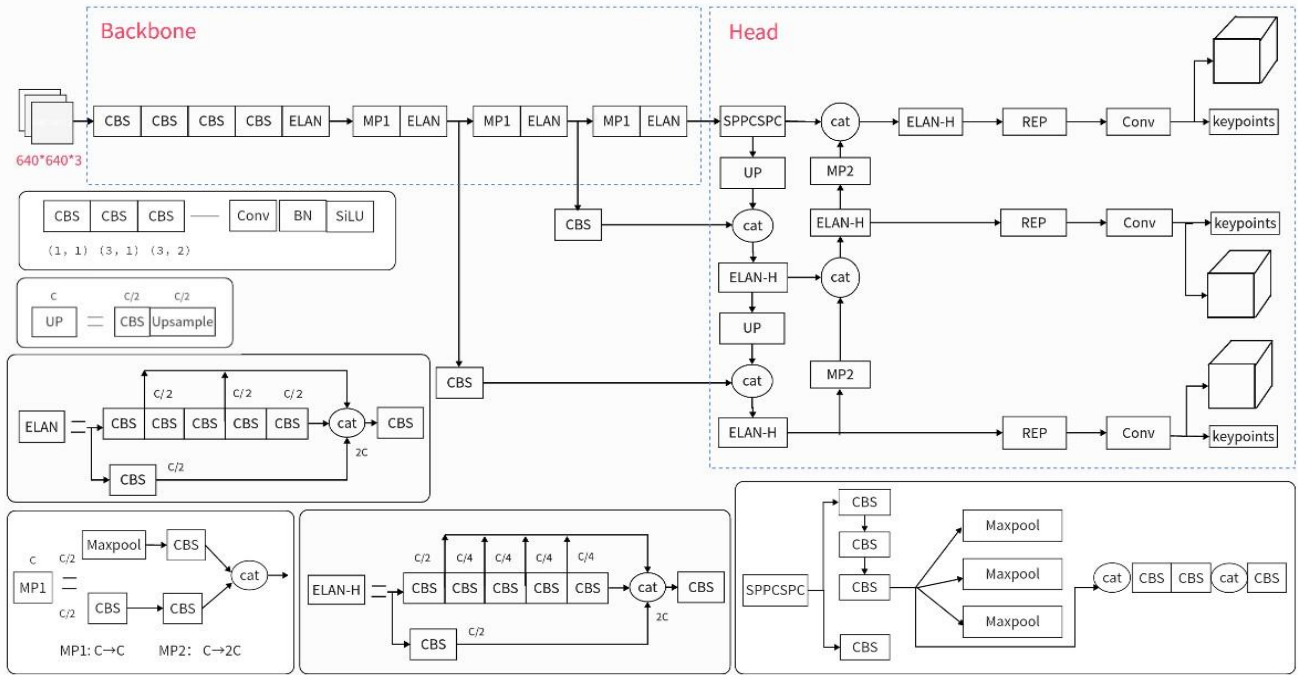 Backbone
Head
CBS CBS CBS CBS ELAN MP1 ELAN MP1 ELAN MP1 ELAN SPPCSPC cat ELAN-H REP Conv keypoints
640*640*3
UP MP2
CBS CBS CBS Conv BN SiLU
(1, 1) (3, 1) (3, 2)
CBS cat ELAN-H REP Conv keypoints
ELAN-H cat
C C/2 C/2
UP = CBS Upsample
UP
CBS cat MP2
ELAN-H REP Conv keypoints
C/2 C/2 C/2
ELAN = CBS CBS CBS CBS CBS cat CBS
C/2 2C
CBS
Maxpool CBS
C C/2
MP1 = cat
C/2 CBS CBS
MP1: C→C MP2: C→2C
C/2 C/4 C/4 C/4 C/4
ELAN-H = CBS CBS CBS CBS CBS cat CBS
C/2 2C
CBS
CBS
CBS
CBS
SPPCSPC
CBS
Maxpool
Maxpool
Maxpool
cat CBS CBS cat CBS